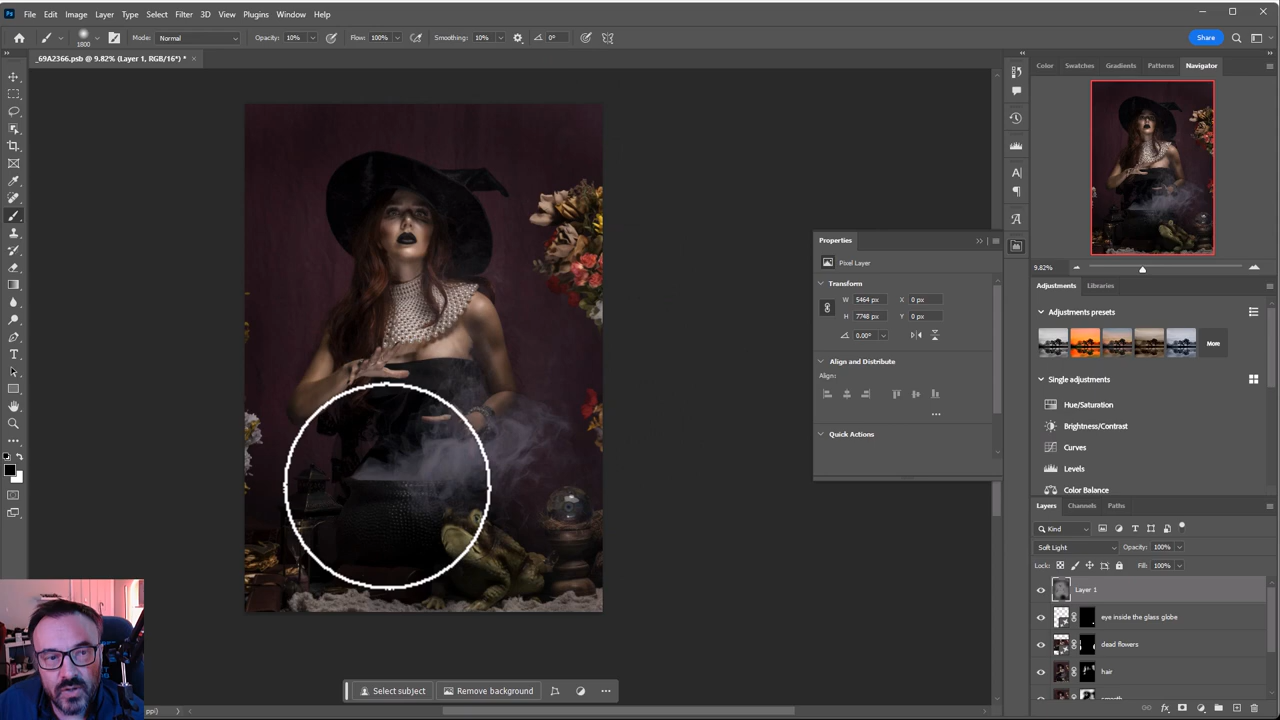 Ps File Edit Image Layer Type Select Filter 3D View Plugins Window Help
1800 Mode: Normal Opacity: 10% Flow: 100% Smoothing: 10% 0° Share
_69A2366.psb @ 9.82% (Layer 1, RGB/16*) * ×
Color Swatches Gradients Patterns Navigator
Properties
Pixel Layer
Transform
W 5464 px X 0 px
H 7748 px Y 0 px
0.00°
Align and Distribute
Align:
Quick Actions
9.82%
Adjustments Libraries
Adjustments presets
More
Single adjustments
Hue/Saturation
Brightness/Contrast
Curves
Levels
Color Balance
Layers Channels Paths
Kind
Soft Light Opacity: 100%
Lock: Fill: 100%
Layer 1
eye inside the glass globe
dead flowers
hair
Select subject Remove background
ppi)